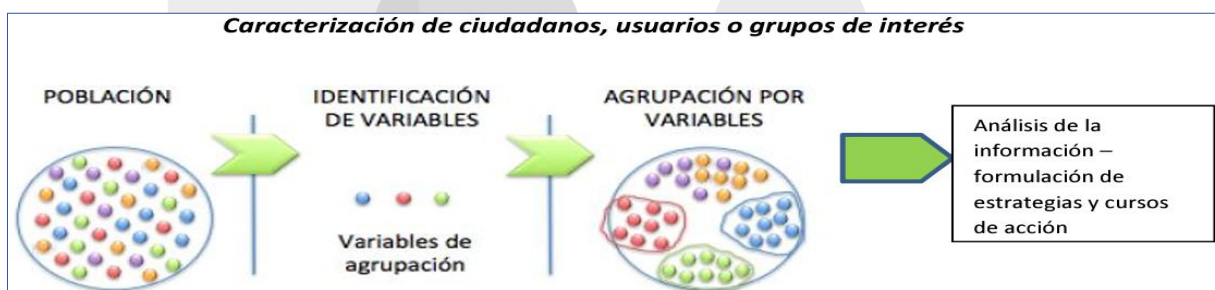 Caracterización de ciudadanos, usuarios o grupos de interés
POBLACIÓN
IDENTIFICACIÓN
DE VARIABLES
Variables de
agrupación
AGRUPACIÓN POR
VARIABLES
Análisis de la
información –
formulación de
estrategias y cursos
de acción